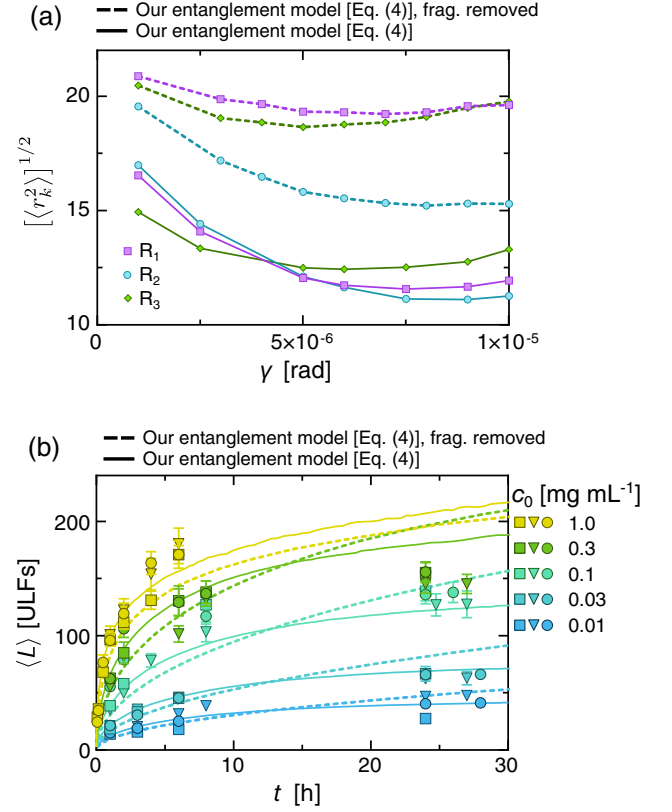 (a)
Our entanglement model [Eq. (4)], frag. removed
Our entanglement model [Eq. (4)]
20
15
10
[⟨r_k^2⟩]^{1/2}
R₁
R₂
R₃
0
5×10⁻⁶
1×10⁻⁵
γ [rad]
(b)
Our entanglement model [Eq. (4)], frag. removed
Our entanglement model [Eq. (4)]
c₀ [mg mL⁻¹]
1.0
0.3
0.1
0.03
0.01
200
100
0
⟨L⟩ [ULFs]
0
10
20
30
t [h]